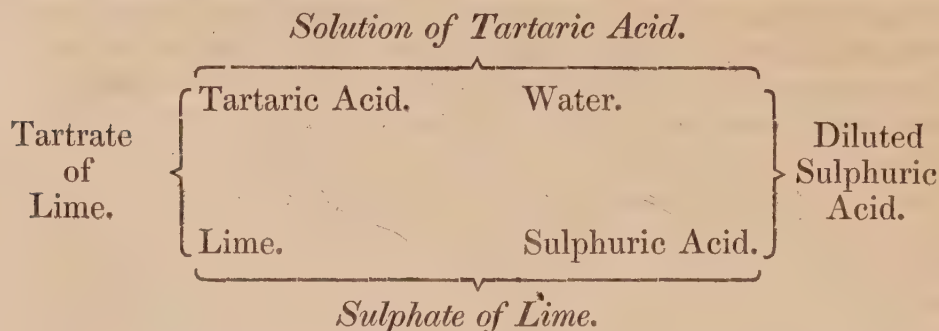 Solution of Tartaric Acid.
Tartaric Acid. Water.
Tartrate
of
Lime.
Diluted
Sulphuric
Acid.
Lime. Sulphuric Acid.
Sulphate of Lime.